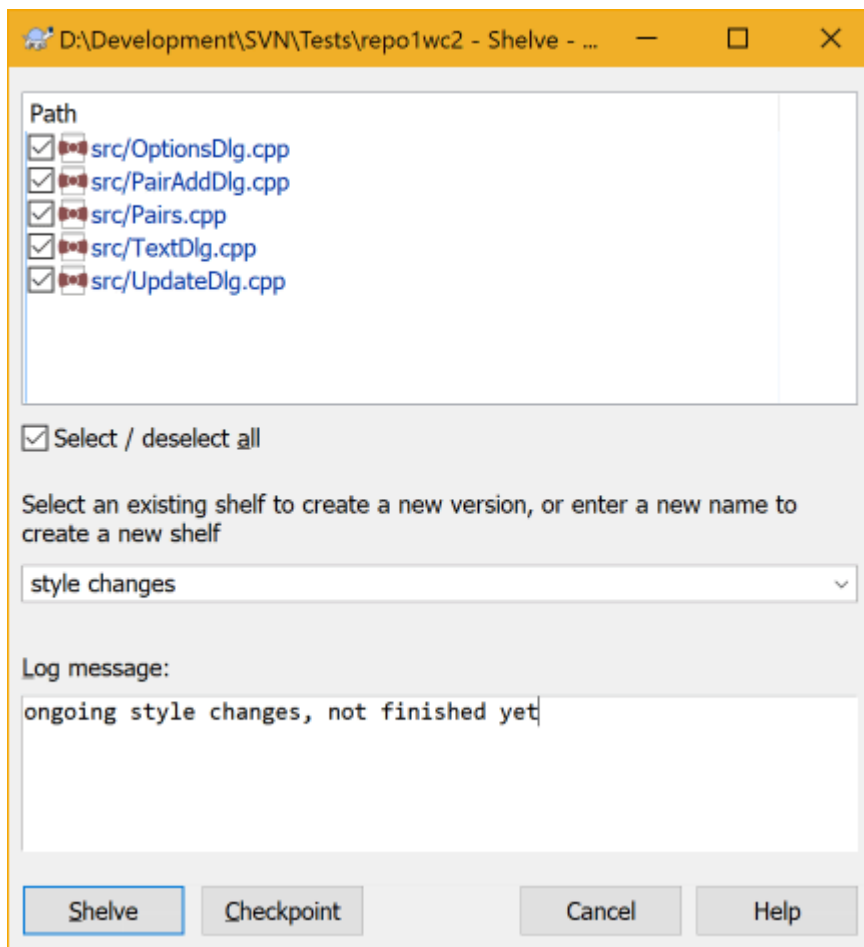 D:\Development\SVN\Tests\repo1wc2 - Shelve - ...
Path
src/OptionsDlg.cpp
src/PairAddDlg.cpp
src/Pairs.cpp
src/TextDlg.cpp
src/UpdateDlg.cpp
Select / deselect all
Select an existing shelf to create a new version, or enter a new name to
create a new shelf
style changes
Log message:
ongoing style changes, not finished yet
Shelve Checkpoint Cancel Help